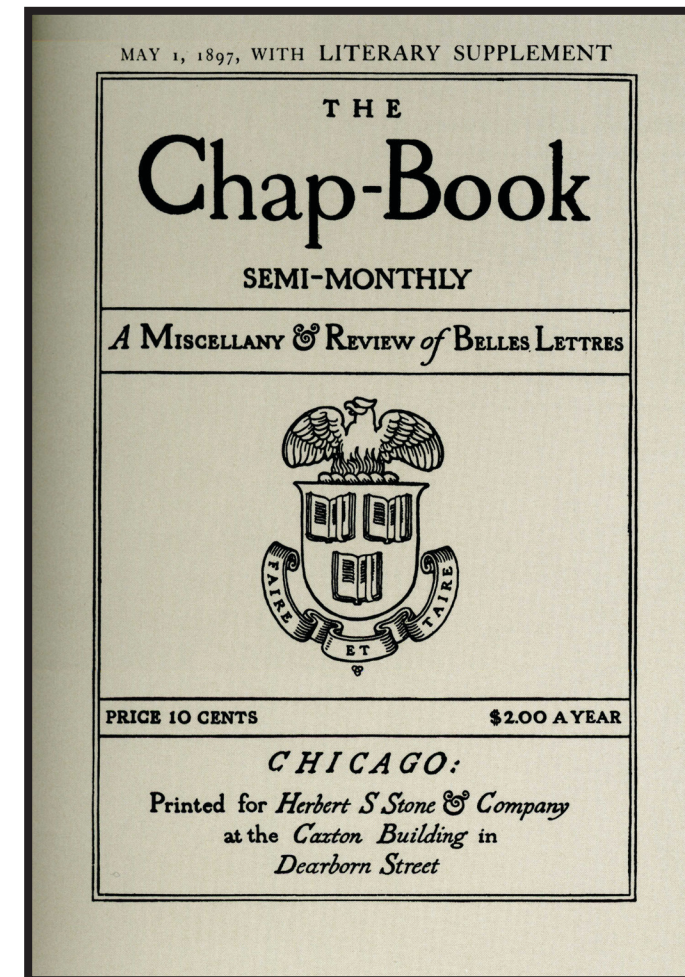 MAY 1, 1897, WITH LITERARY SUPPLEMENT
THE
Chap-Book
SEMI-MONTHLY
A MISCELLANY & REVIEW of BELLES LETTRES
FAIRE
ET
TAIRE
PRICE 10 CENTS
$2.00 A YEAR
CHICAGO:
Printed for Herbert S Stone & Company
at the Caxton Building in
Dearborn Street